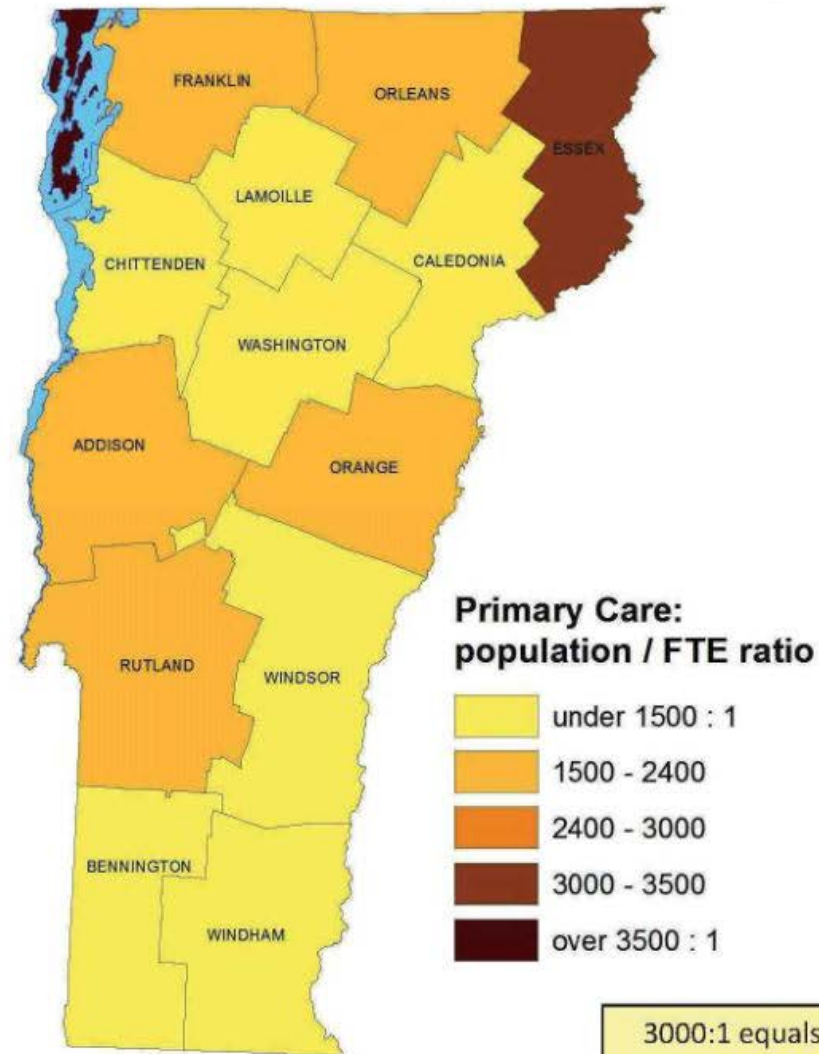 FRANKLIN
ORLEANS
ESSEX
LAMOILLE
CHITTENDEN
CALEDONIA
WASHINGTON
ADDISON
ORANGE
RUTLAND
WINDSOR
BENNINGTON
WINDHAM
Primary Care:
population / FTE ratio
under 1500 : 1
1500 - 2400
2400 - 3000
3000 - 3500
over 3500 : 1
3000:1 equals